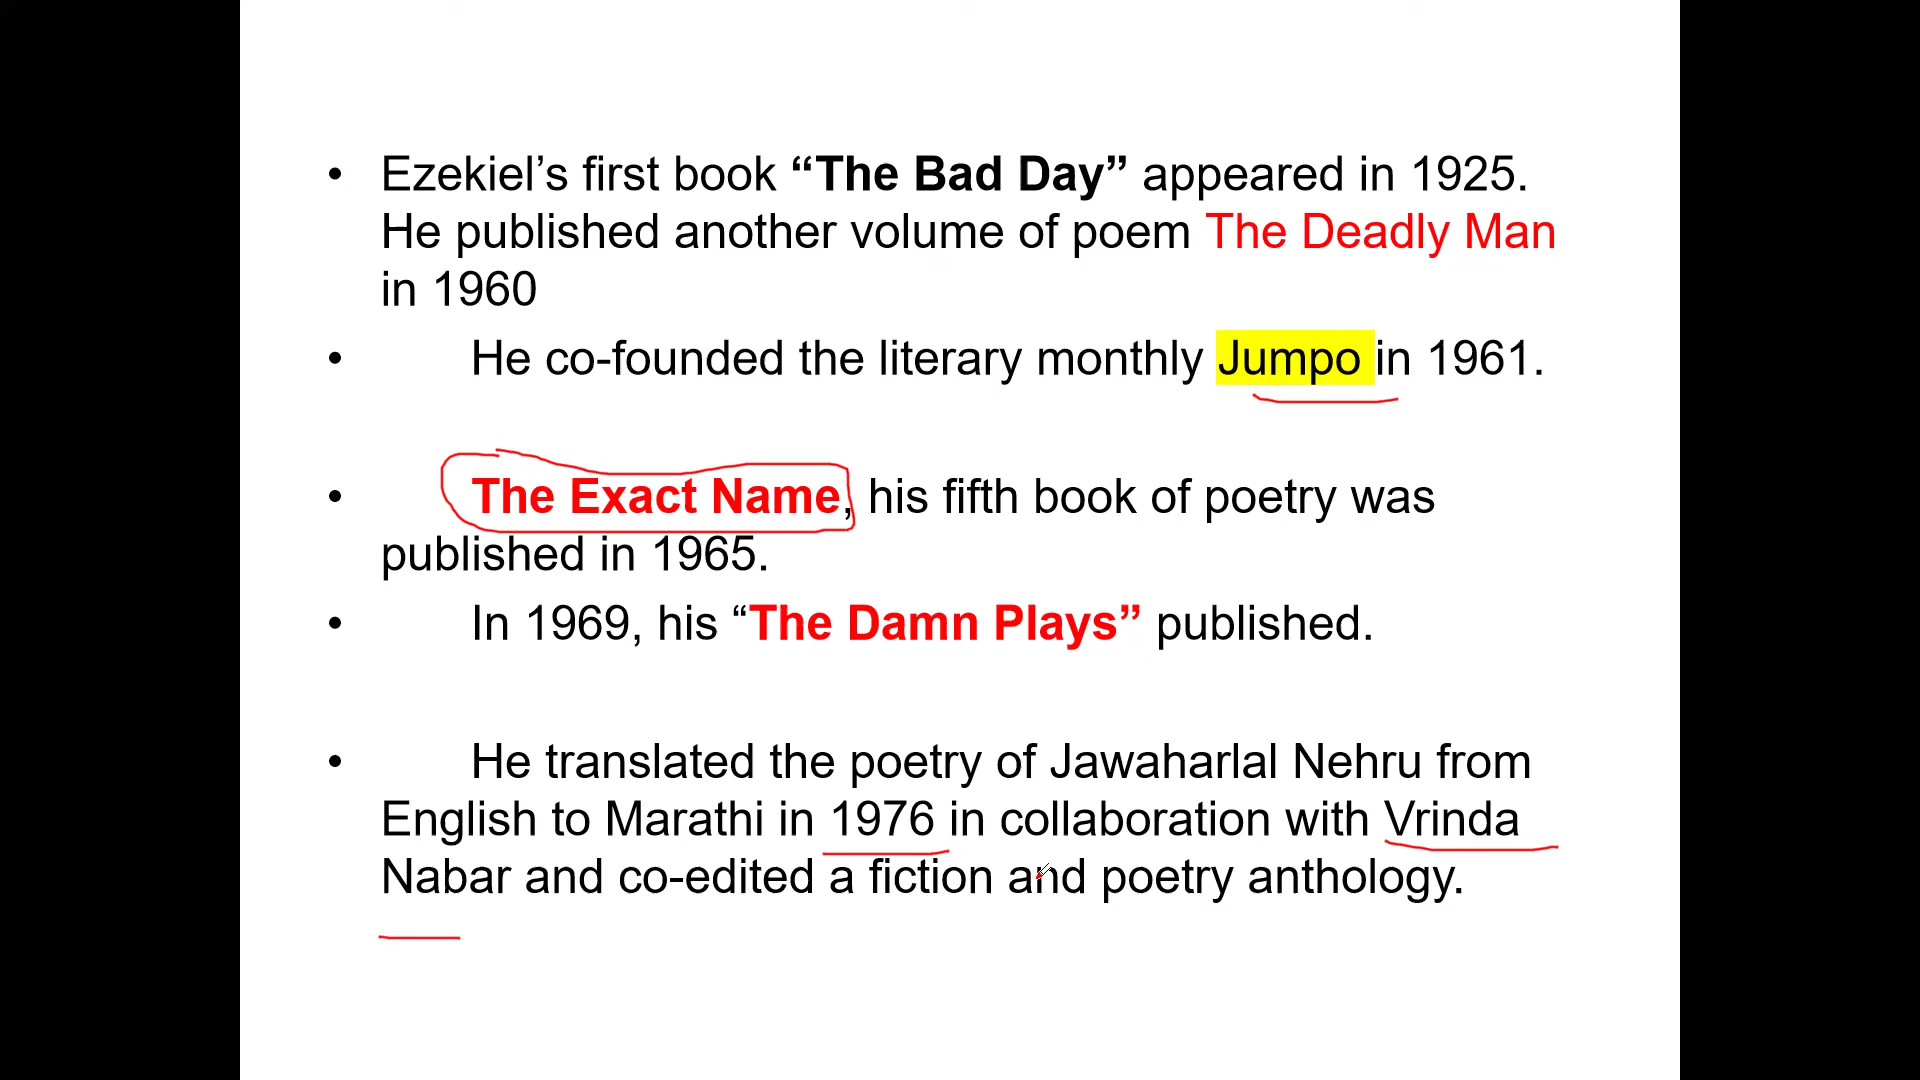 • Ezekiel’s first book “The Bad Day” appeared in 1925.
He published another volume of poem The Deadly Man
in 1960
• He co-founded the literary monthly Jumpo in 1961.
• The Exact Name, his fifth book of poetry was
published in 1965.
• In 1969, his “The Damn Plays” published.
• He translated the poetry of Jawaharlal Nehru from
English to Marathi in 1976 in collaboration with Vrinda
Nabar and co-edited a fiction and poetry anthology.